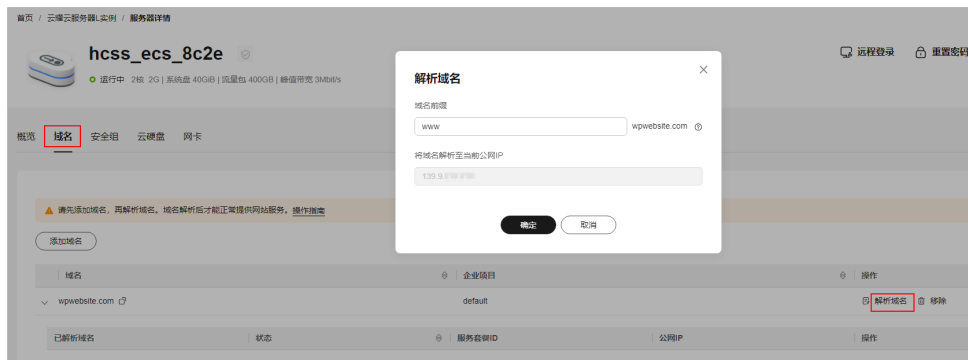 首页 / 云耀云服务器L实例 / 服务器详情
hcss_ecs_8c2e
运行中 2核 2G | 系统盘 40GiB | 流量包 400GB | 峰值带宽 3Mbit/s
远程登录 重置密码
概览 域名 安全组 云硬盘 网卡
解析域名
域名前缀
www wpwebsite.com
将域名解析至当前公网IP
139.9
确定 取消
请先添加域名，再解析域名。域名解析后才能正常提供网站服务。操作指南
添加域名
域名 企业项目 操作
wpwebsite.com default 解析域名 移除
已解析域名 状态 服务套餐ID 公网IP 操作